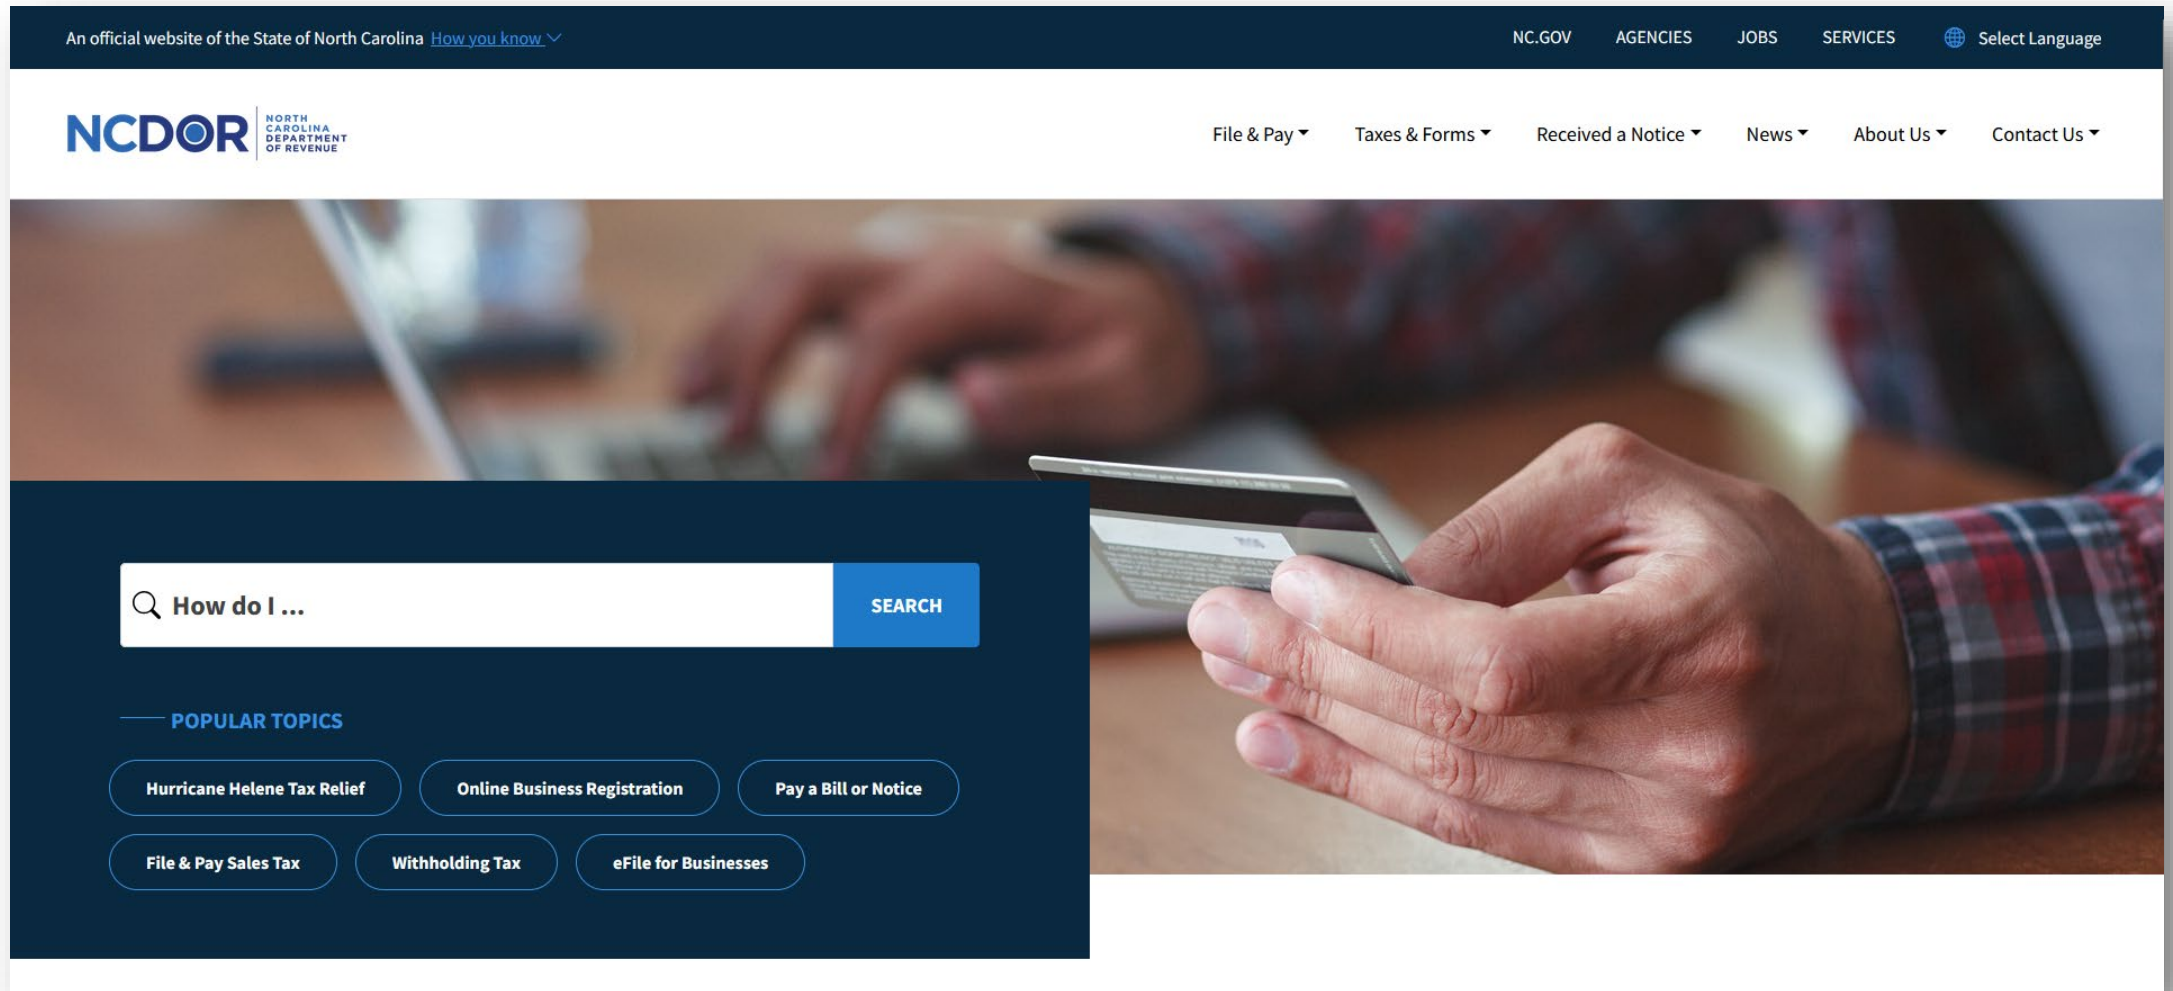 An official website of the State of North Carolina How you know
NC.GOV AGENCIES JOBS SERVICES Select Language
NCDOR NORTH
CAROLINA
DEPARTMENT
OF REVENUE
File & Pay Taxes & Forms Received a Notice News About Us Contact Us
How do I ...
SEARCH
POPULAR TOPICS
Hurricane Helene Tax Relief Online Business Registration Pay a Bill or Notice
File & Pay Sales Tax Withholding Tax eFile for Businesses